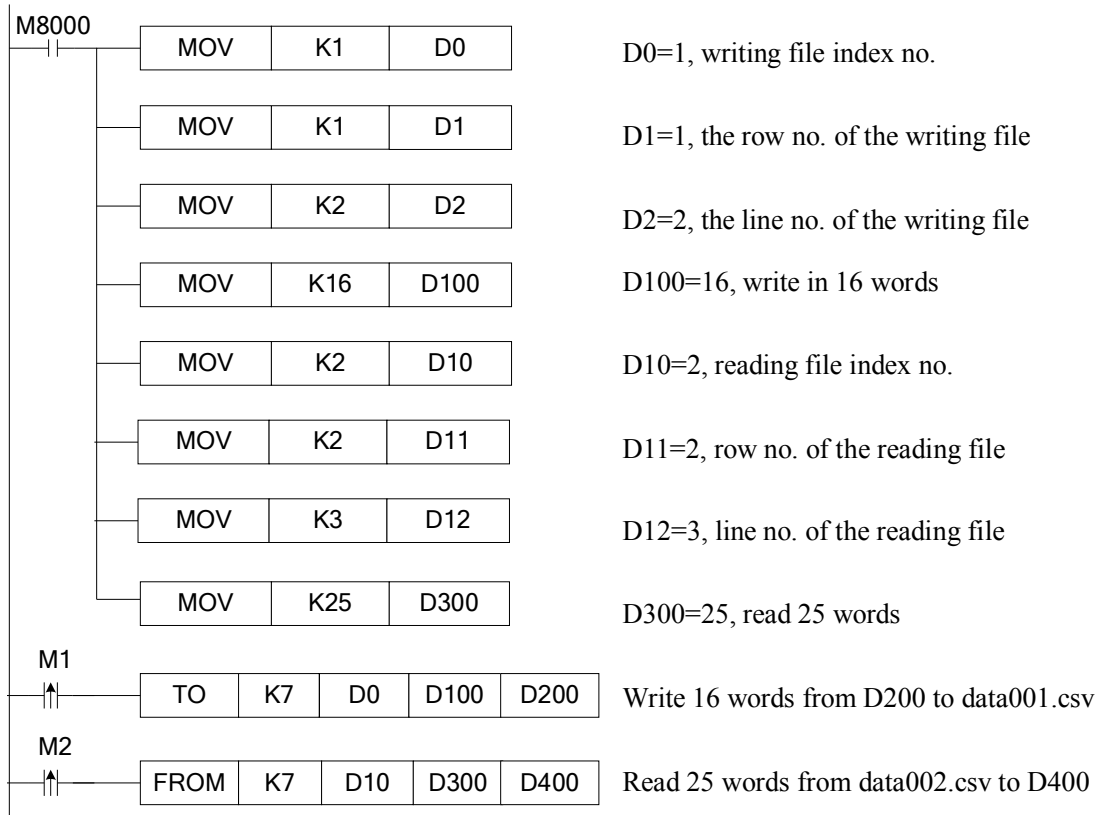 M8000
MOV K1 D0 D0=1, writing file index no.
MOV K1 D1 D1=1, the row no. of the writing file
MOV K2 D2 D2=2, the line no. of the writing file
MOV K16 D100 D100=16, write in 16 words
MOV K2 D10 D10=2, reading file index no.
MOV K2 D11 D11=2, row no. of the reading file
MOV K3 D12 D12=3, line no. of the reading file
MOV K25 D300 D300=25, read 25 words
M1
TO K7 D0 D100 D200 Write 16 words from D200 to data001.csv
M2
FROM K7 D10 D300 D400 Read 25 words from data002.csv to D400